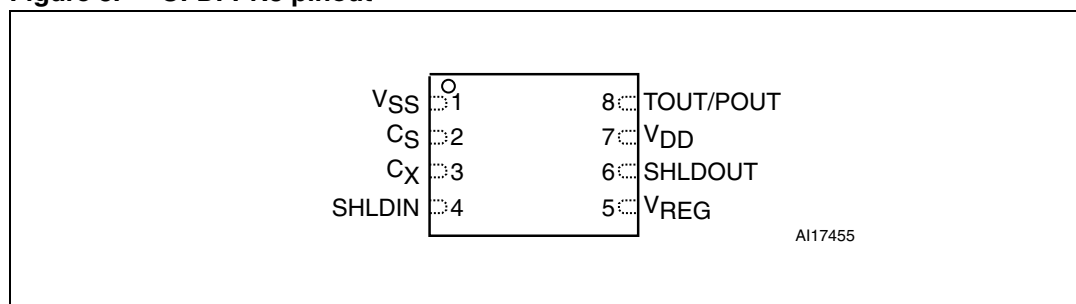 VSS 1 8 TOUT/POUT
CS 2 7 VDD
CX 3 6 SHLDOUT
SHLDIN 4 5 VREG
AI17455